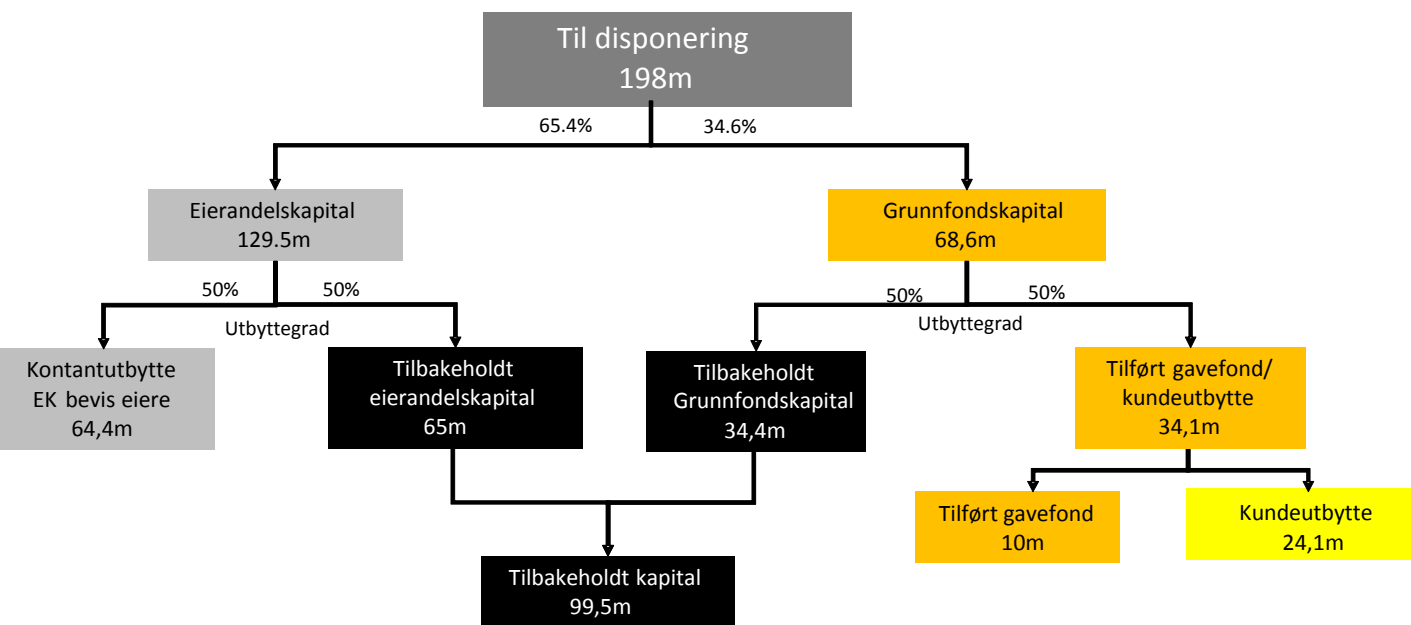 Til disponering
198m
65.4%
34.6%
Eierandelskapital
129.5m
Grunnfondskapital
68,6m
50%
50%
Utbyttegrad
50%
50%
Utbyttegrad
Kontantutbytte
EK bevis eiere
64,4m
Tilbakeholdt
eierandelskapital
65m
Tilbakeholdt
Grunnfondskapital
34,4m
Tilført gavefond/
kundeutbytte
34,1m
Tilført gavefond
10m
Kundeutbytte
24,1m
Tilbakeholdt kapital
99,5m